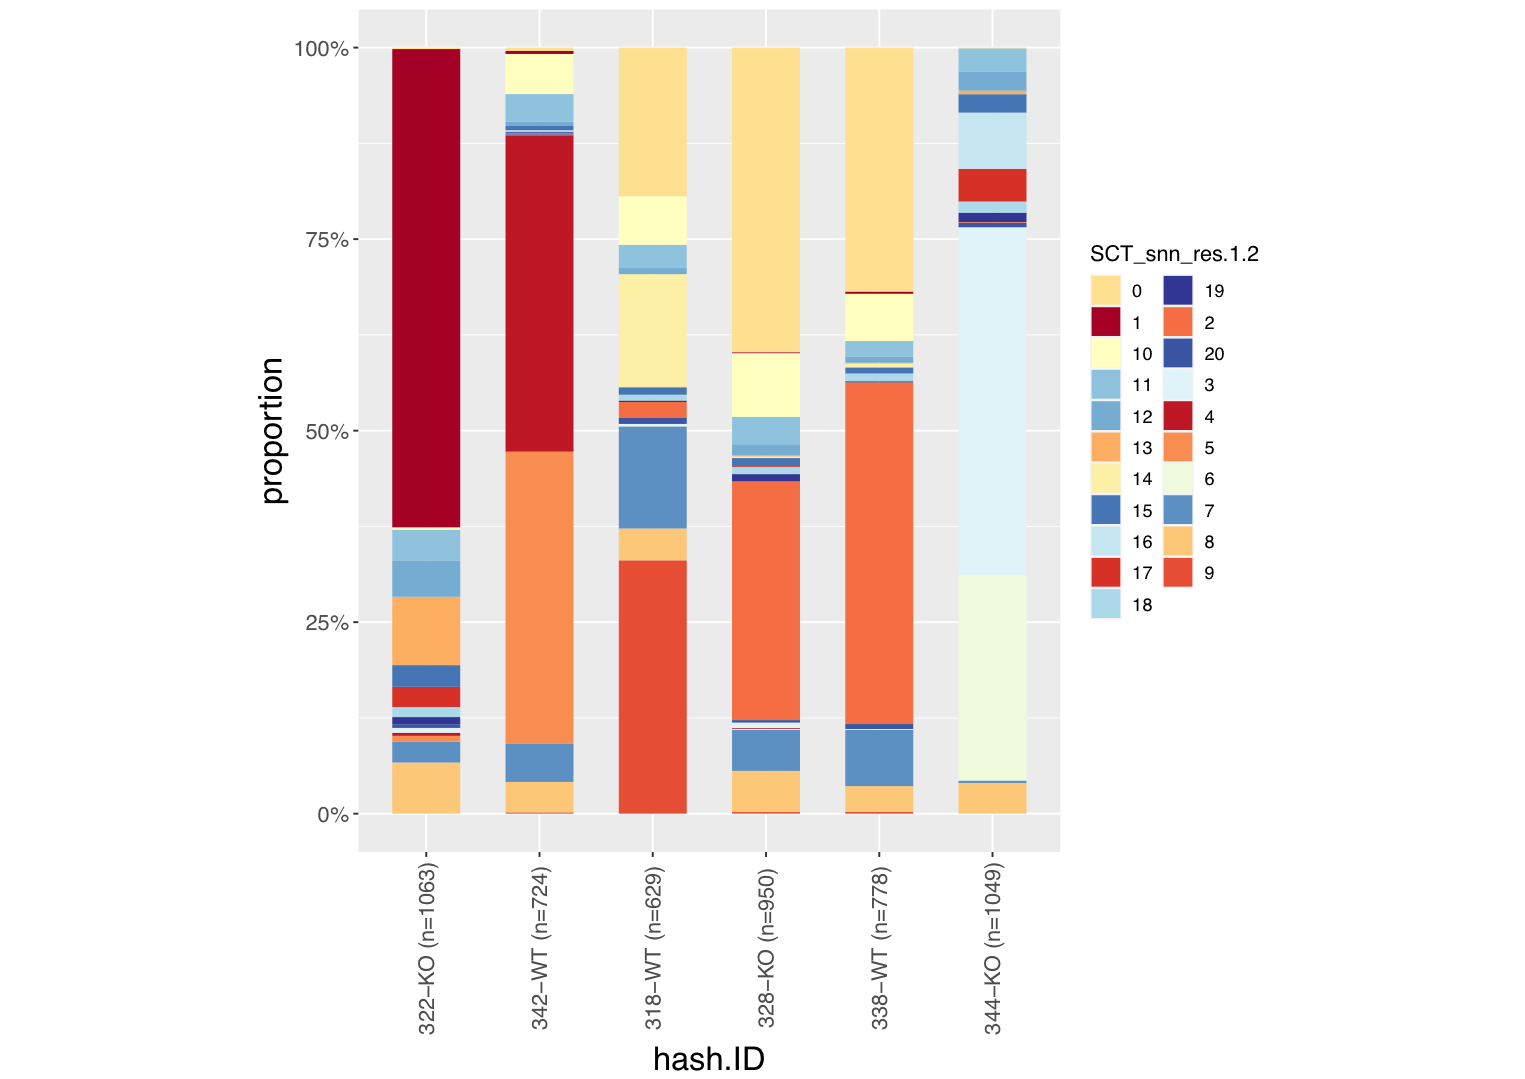 100%
75%
50%
25%
0%
proportion
322−KO (n=1063)
342−WT (n=724)
318−WT (n=629)
328−KO (n=950)
338−WT (n=778)
344−KO (n=1049)
hash.ID
SCT_snn_res.1.2
0
1
10
11
12
13
14
15
16
17
18
19
2
20
3
4
5
6
7
8
9